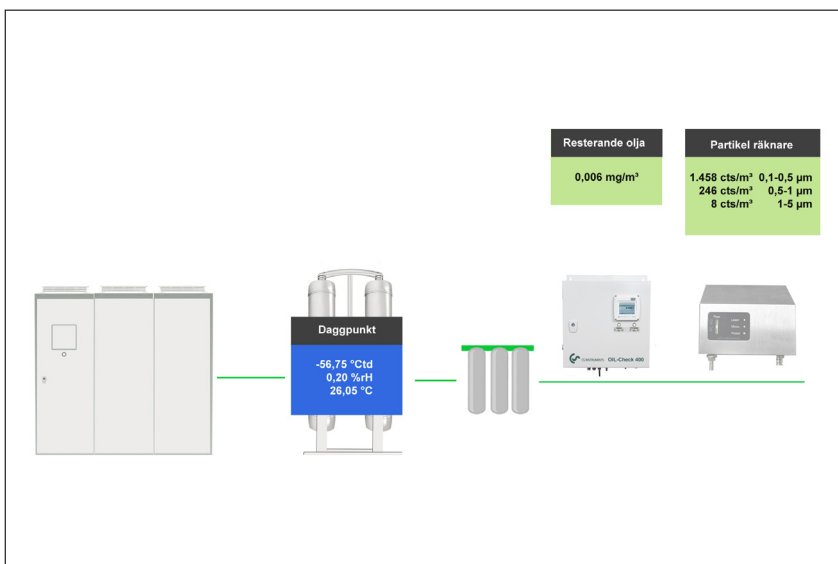 Resterande olja
0,006 mg/m³
Partikel räknare
1.458 cts/m³ 0,1-0,5 µm
246 cts/m³ 0,5-1 µm
8 cts/m³ 1-5 µm
Daggpunkt
-56,75 °Ctd
0,20 %rH
26,05 °C
OIL-Check 400